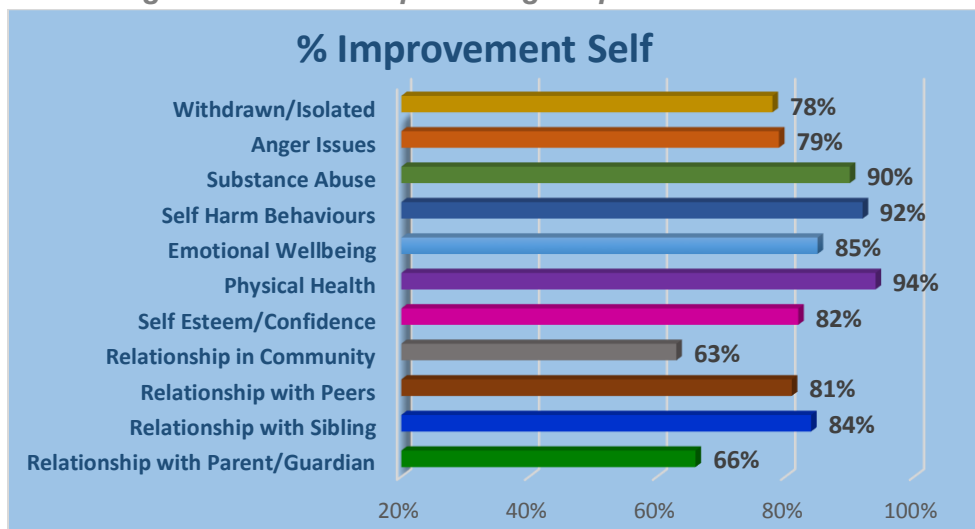 % Improvement Self
Withdrawn/Isolated 78%
Anger Issues 79%
Substance Abuse 90%
Self Harm Behaviours 92%
Emotional Wellbeing 85%
Physical Health 94%
Self Esteem/Confidence 82%
Relationship in Community 63%
Relationship with Peers 81%
Relationship with Sibling 84%
Relationship with Parent/Guardian 66%
20% 40% 60% 80% 100%